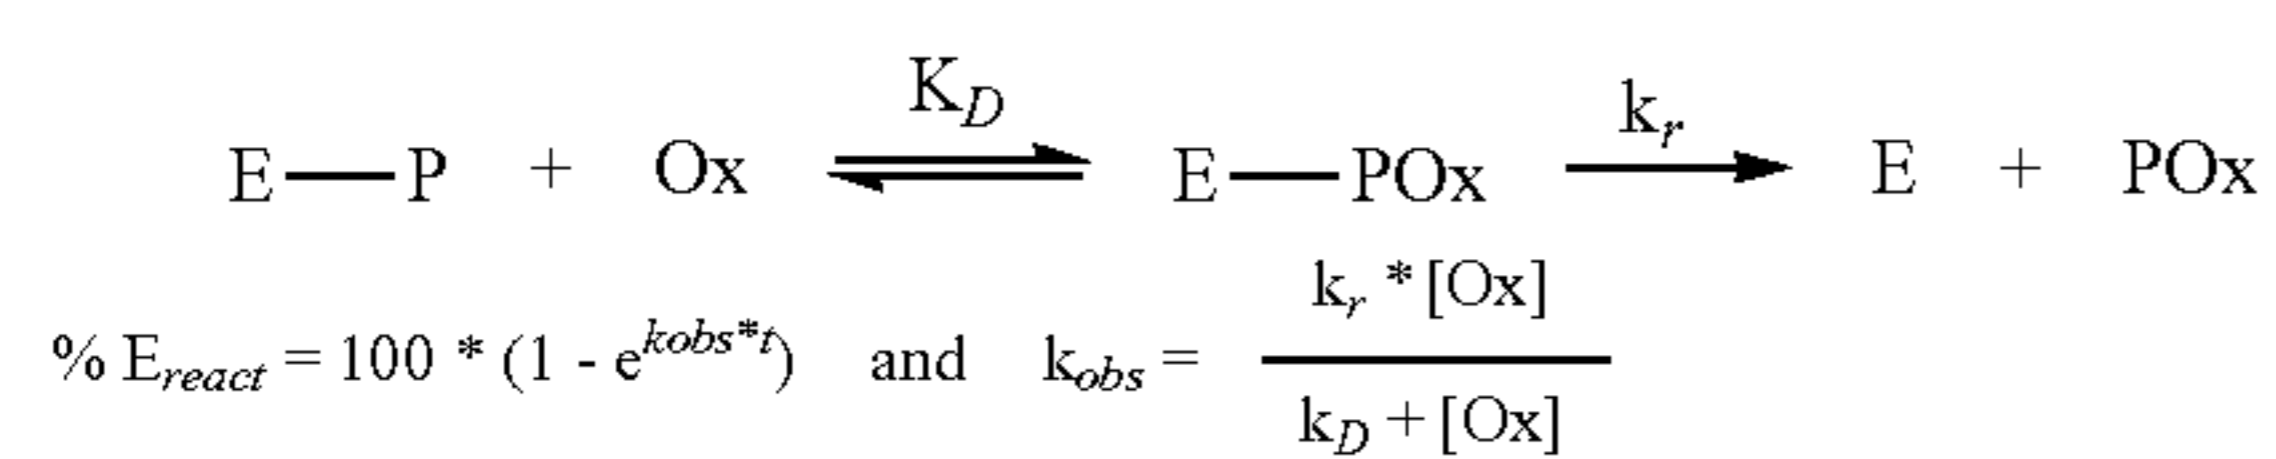 K_D k_r
E—P + Ox ⇌ E—POx → E + POx
k_r * [Ox]
% E_react = 100 * (1 - e^kobs*t) and k_obs =
k_D + [Ox]